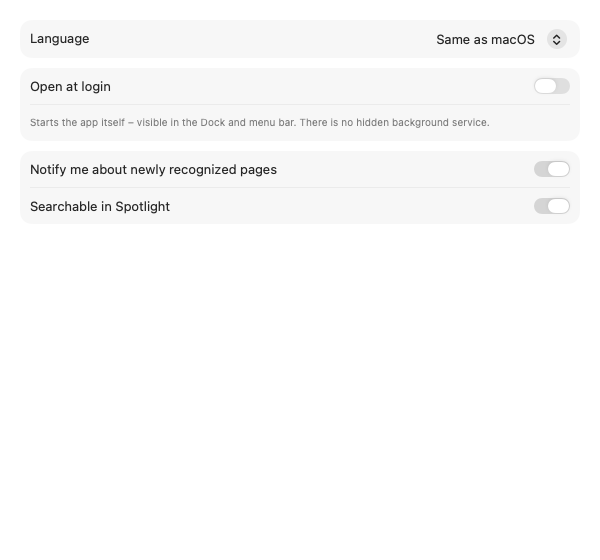 Language
Same as macOS
Open at login
Starts the app itself – visible in the Dock and menu bar. There is no hidden background service.
Notify me about newly recognized pages
Searchable in Spotlight